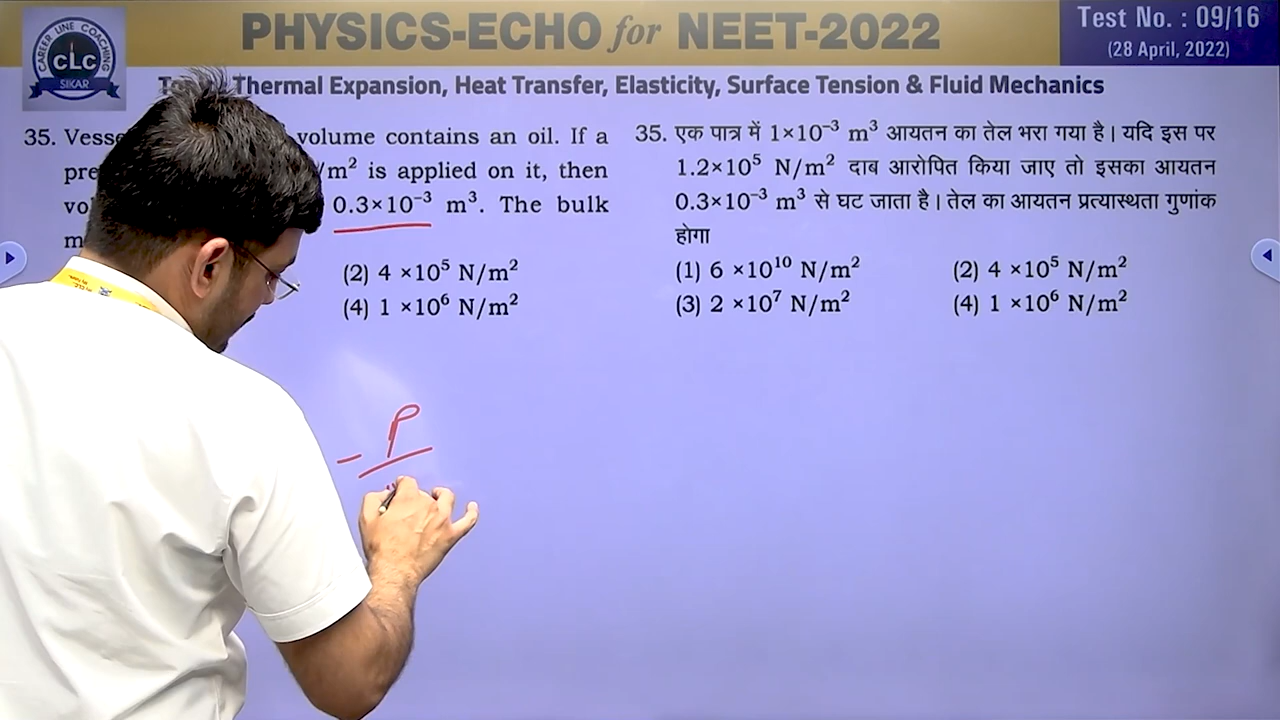 PHYSICS-ECHO for NEET-2022
Test No. : 09/16
(28 April, 2022)
CAREER LINE COACHING
CLC
SIKAR
Thermal Expansion, Heat Transfer, Elasticity, Surface Tension & Fluid Mechanics
35. volume contains an oil. If a
/m² is applied on it, then
0.3×10⁻³ m³. The bulk
(2) 4 ×10⁵ N/m²
(4) 1 ×10⁶ N/m²
35. एक पात्र में 1×10⁻³ m³ आयतन का तेल भरा गया है। यदि इस पर
1.2×10⁵ N/m² दाब आरोपित किया जाए तो इसका आयतन
0.3×10⁻³ m³ से घट जाता है। तेल का आयतन प्रत्यास्थता गुणांक
होगा
(1) 6 ×10¹⁰ N/m² (2) 4 ×10⁵ N/m²
(3) 2 ×10⁷ N/m² (4) 1 ×10⁶ N/m²
- P